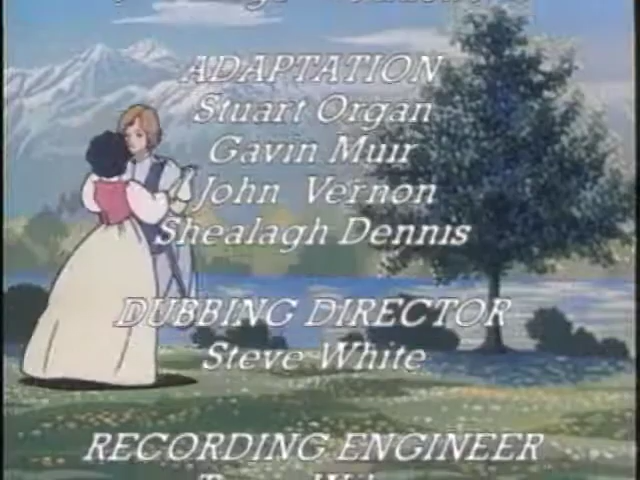 ADAPTATION
Stuart Organ
Gavin Muir
John Vernon
Shealagh Dennis
DUBBING DIRECTOR
Steve White
RECORDING ENGINEER